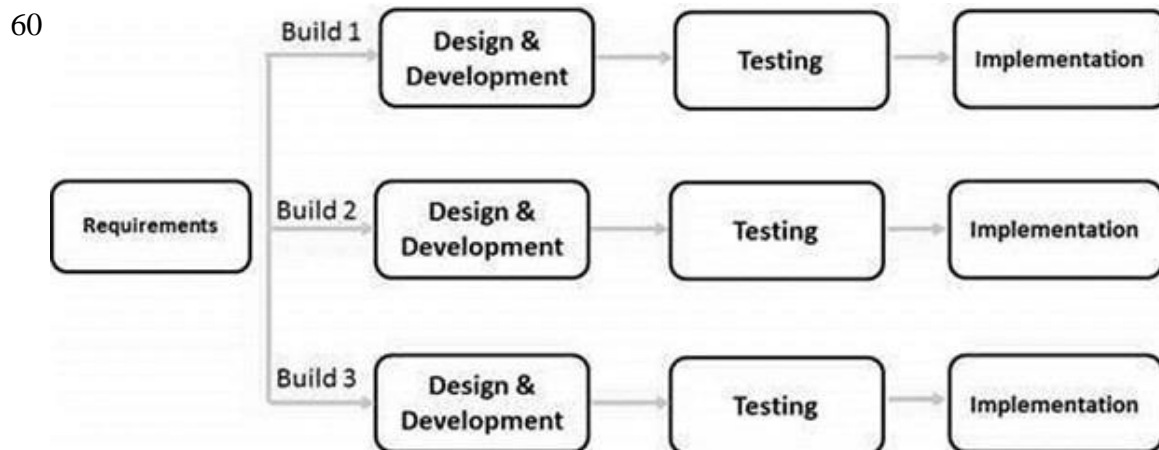 60
Build 1
Design &
Development
Testing
Implementation
Requirements
Build 2
Design &
Development
Testing
Implementation
Build 3
Design &
Development
Testing
Implementation